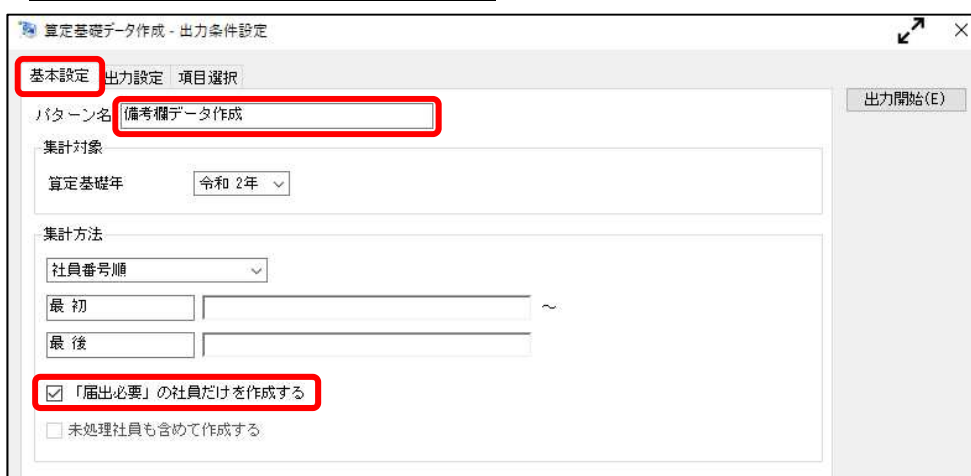 算定基礎データ作成 - 出力条件設定
基本設定 出力設定 項目選択
パターン名 備考欄データ作成
出力開始(E)
集計対象
算定基礎年 令和 2年
集計方法
社員番号順
最 初 ～
最 後
「届出必要」の社員だけを作成する
未処理社員も含めて作成する